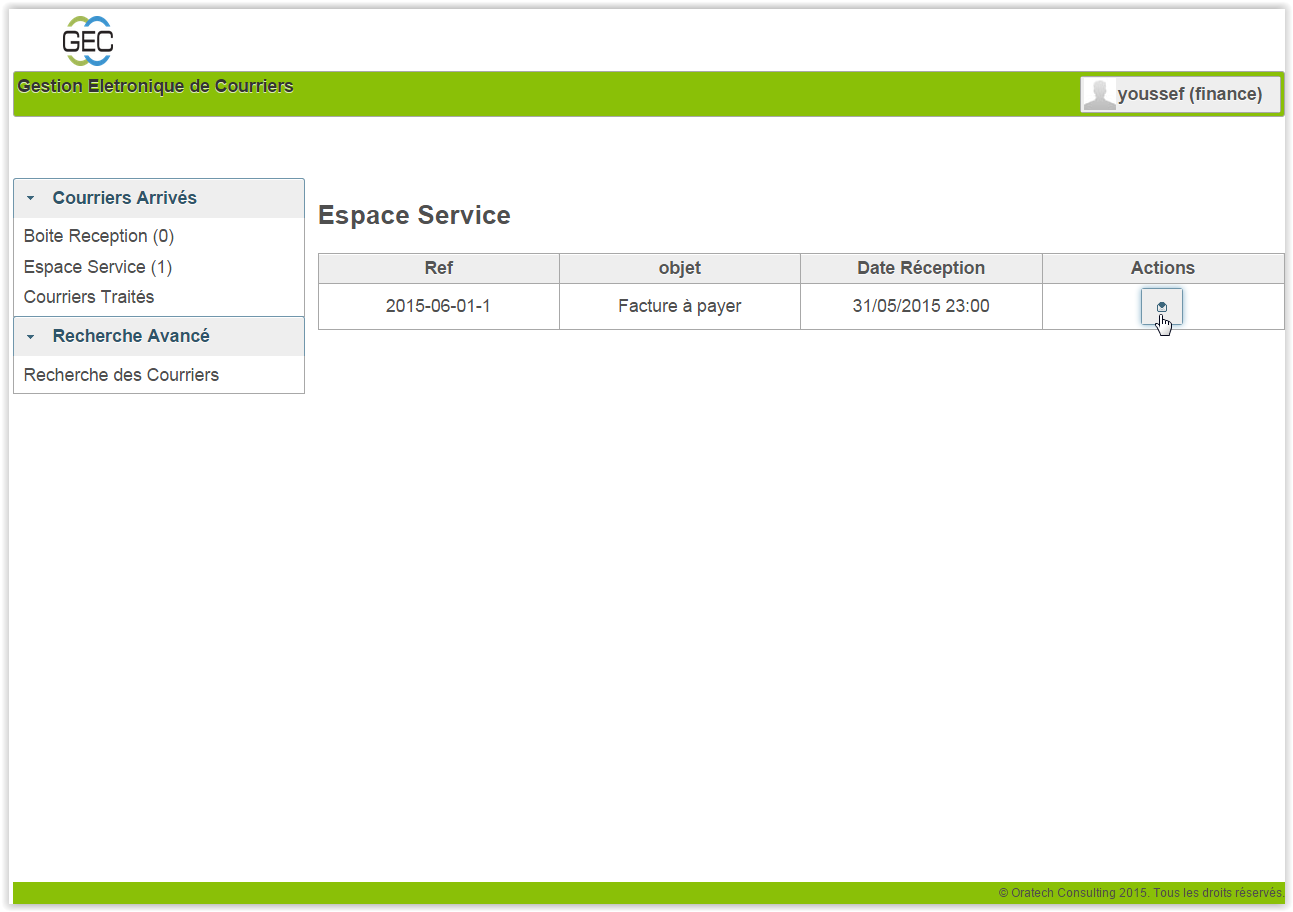 GEC
Gestion Eletronique de Courriers
youssef (finance)
Courriers Arrivés
Boite Reception (0)
Espace Service (1)
Courriers Traités
Recherche Avancé
Recherche des Courriers
Espace Service
Ref objet Date Réception Actions
2015-06-01-1 Facture à payer 31/05/2015 23:00
© Oratech Consulting 2015. Tous les droits réservés.